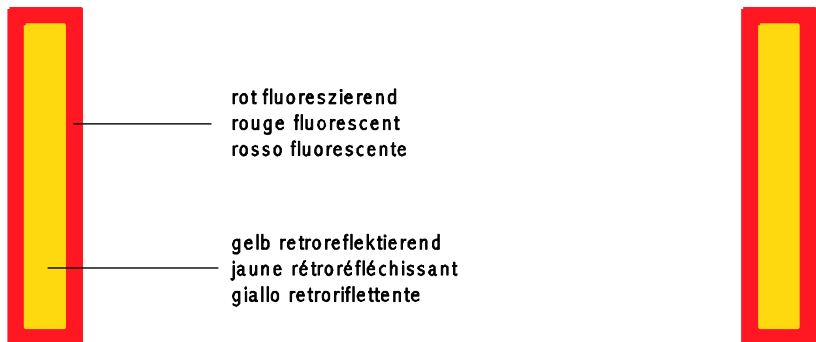 rot fluoreszierend
rouge fluorescent
rosso fluorescente
gelb retroreflektierend
jaune rétroréfléchissant
giallo retroriflettente